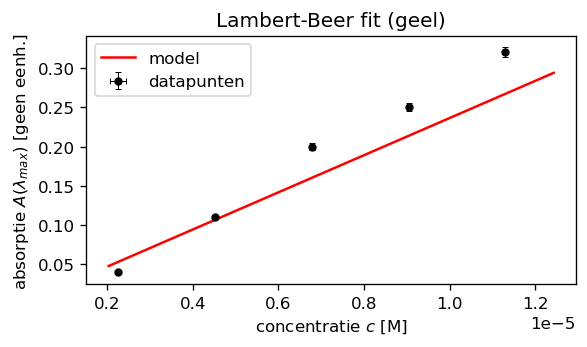 Lambert-Beer fit (geel)
absorptie A(λmax) [geen eenh.]
0.30
0.25
0.20
0.15
0.10
0.05
model
datapunten
0.2 0.4 0.6 0.8 1.0 1.2
1e−5
concentratie c [M]